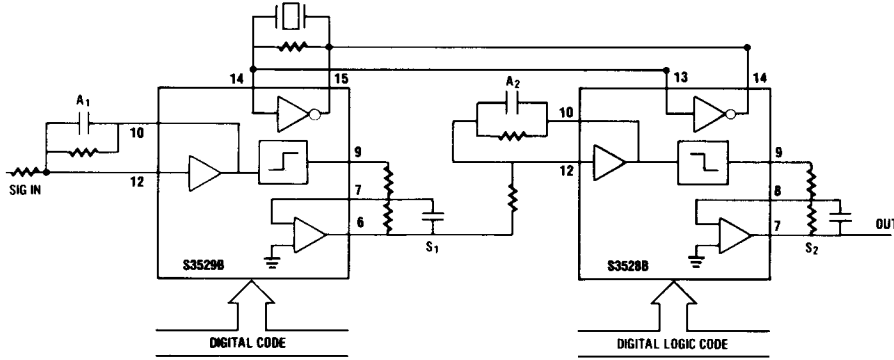 14
15
13
14
A1
10
12
SIG IN
9
7
6
S1
S3529B
DIGITAL CODE
A2
10
12
9
8
7
OUT
S2
S3528B
DIGITAL LOGIC CODE